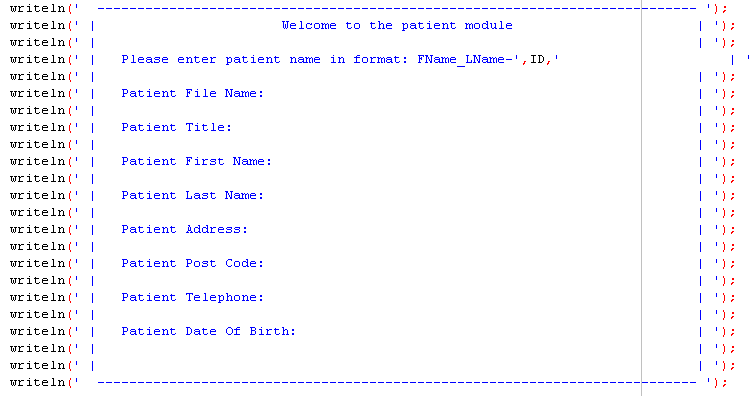 writeln('  --------------------------------------------------------------------------- ');
writeln(' |                       Welcome to the patient module                       | ');
writeln(' |                                                                           | ');
writeln(' |   Please enter patient name in format: FName_LName-',ID,'                     | '
writeln(' |                                                                           | ');
writeln(' |   Patient File Name:                                                      | ');
writeln(' |                                                                           | ');
writeln(' |   Patient Title:                                                          | ');
writeln(' |                                                                           | ');
writeln(' |   Patient First Name:                                                     | ');
writeln(' |                                                                           | ');
writeln(' |   Patient Last Name:                                                      | ');
writeln(' |                                                                           | ');
writeln(' |   Patient Address:                                                        | ');
writeln(' |                                                                           | ');
writeln(' |   Patient Post Code:                                                      | ');
writeln(' |                                                                           | ');
writeln(' |   Patient Telephone:                                                      | ');
writeln(' |                                                                           | ');
writeln(' |   Patient Date Of Birth:                                                  | ');
writeln(' |                                                                           | ');
writeln(' |                                                                           | ');
writeln('  --------------------------------------------------------------------------- ');